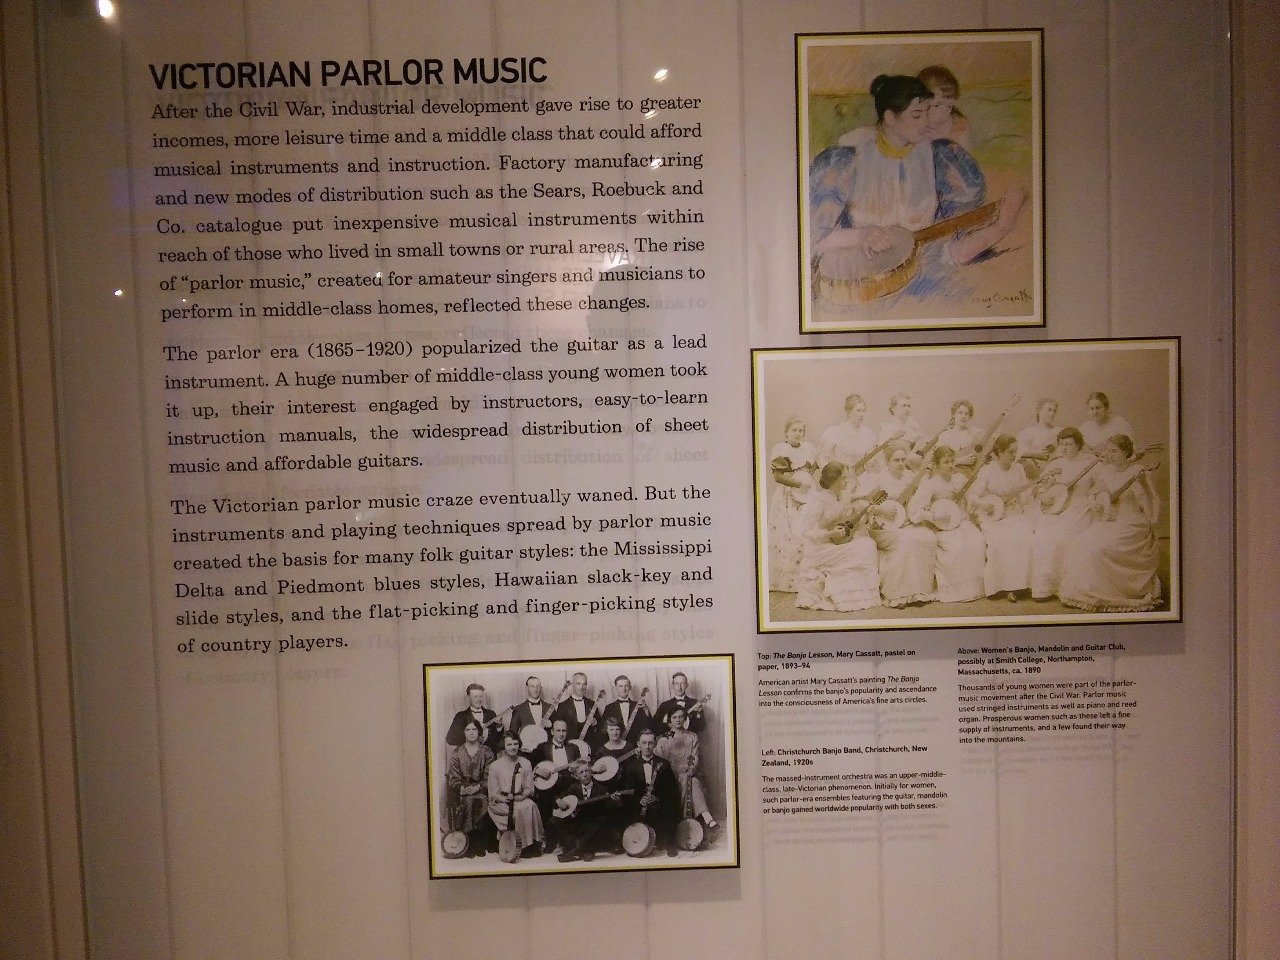 VICTORIAN PARLOR MUSIC
After the Civil War, industrial development gave rise to greater
incomes, more leisure time and a middle class that could afford
musical instruments and instruction. Factory manufacturing
and new modes of distribution such as the Sears, Roebuck and
Co. catalogue put inexpensive musical instruments within
reach of those who lived in small towns or rural areas. The rise
of “parlor music,” created for amateur singers and musicians to
perform in middle-class homes, reflected these changes.
The parlor era (1865–1920) popularized the guitar as a lead
instrument. A huge number of middle-class young women took
it up, their interest engaged by instructors, easy-to-learn
instruction manuals, the widespread distribution of sheet
music and affordable guitars.
The Victorian parlor music craze eventually waned. But the
instruments and playing techniques spread by parlor music
created the basis for many folk guitar styles: the Mississippi
Delta and Piedmont blues styles, Hawaiian slack-key and
slide styles, and the flat-picking and finger-picking styles
of country players.
Mary Cassatt
Top: The Banjo Lesson, Mary Cassatt, pastel on
paper, 1893–94
American artist Mary Cassatt's painting The Banjo
Lesson confirms the banjo's popularity and ascendance
into the consciousness of America's fine arts circles.
Left: Christchurch Banjo Band, Christchurch, New
Zealand, 1920s
The massed-instrument orchestra was an upper-middle-
class, late-Victorian phenomenon. Initially for women,
such parlor-era ensembles featuring the guitar, mandolin
or banjo gained worldwide popularity with both sexes.
Above: Women's Banjo, Mandolin and Guitar Club,
possibly at Smith College, Northampton,
Massachusetts, ca. 1890
Thousands of young women were part of the parlor-
music movement after the Civil War. Parlor music
used stringed instruments as well as piano and reed
organ. Prosperous women such as these left a fine
supply of instruments, and a few found their way
into the mountains.